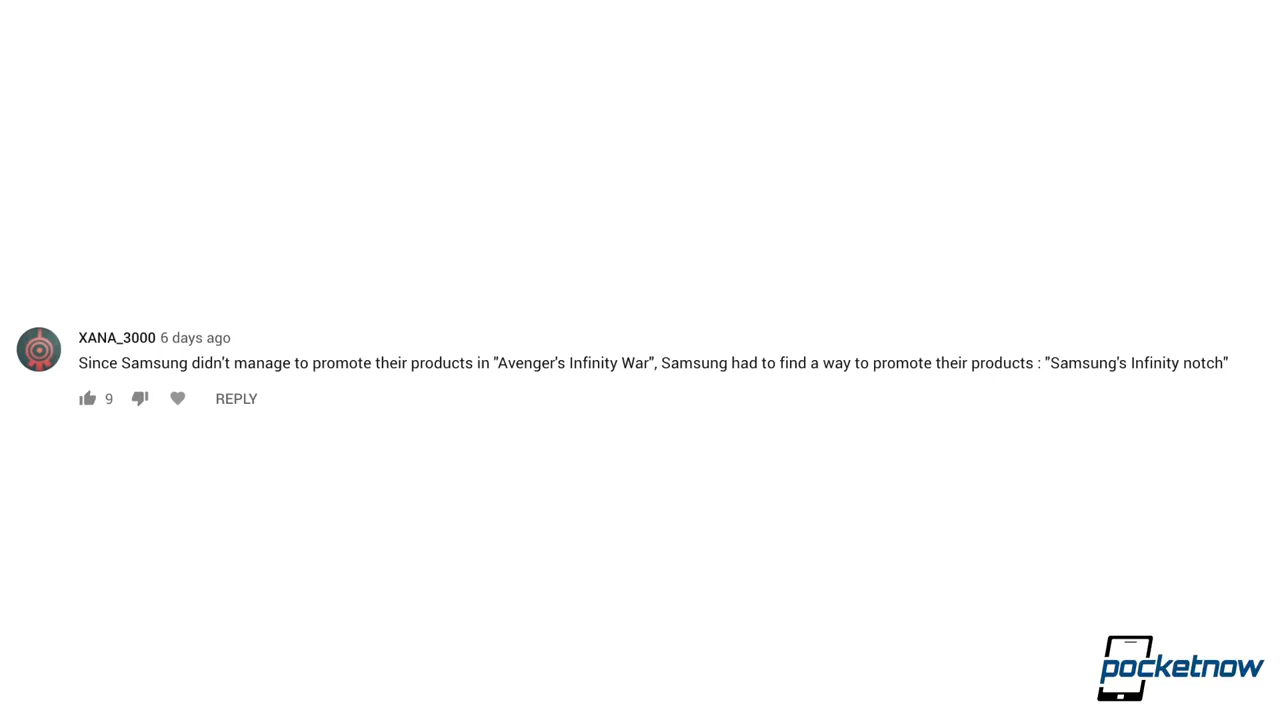 XANA_3000 6 days ago
Since Samsung didn't manage to promote their products in "Avenger's Infinity War", Samsung had to find a way to promote their products : "Samsung's Infinity notch"
9 REPLY
pocketnow